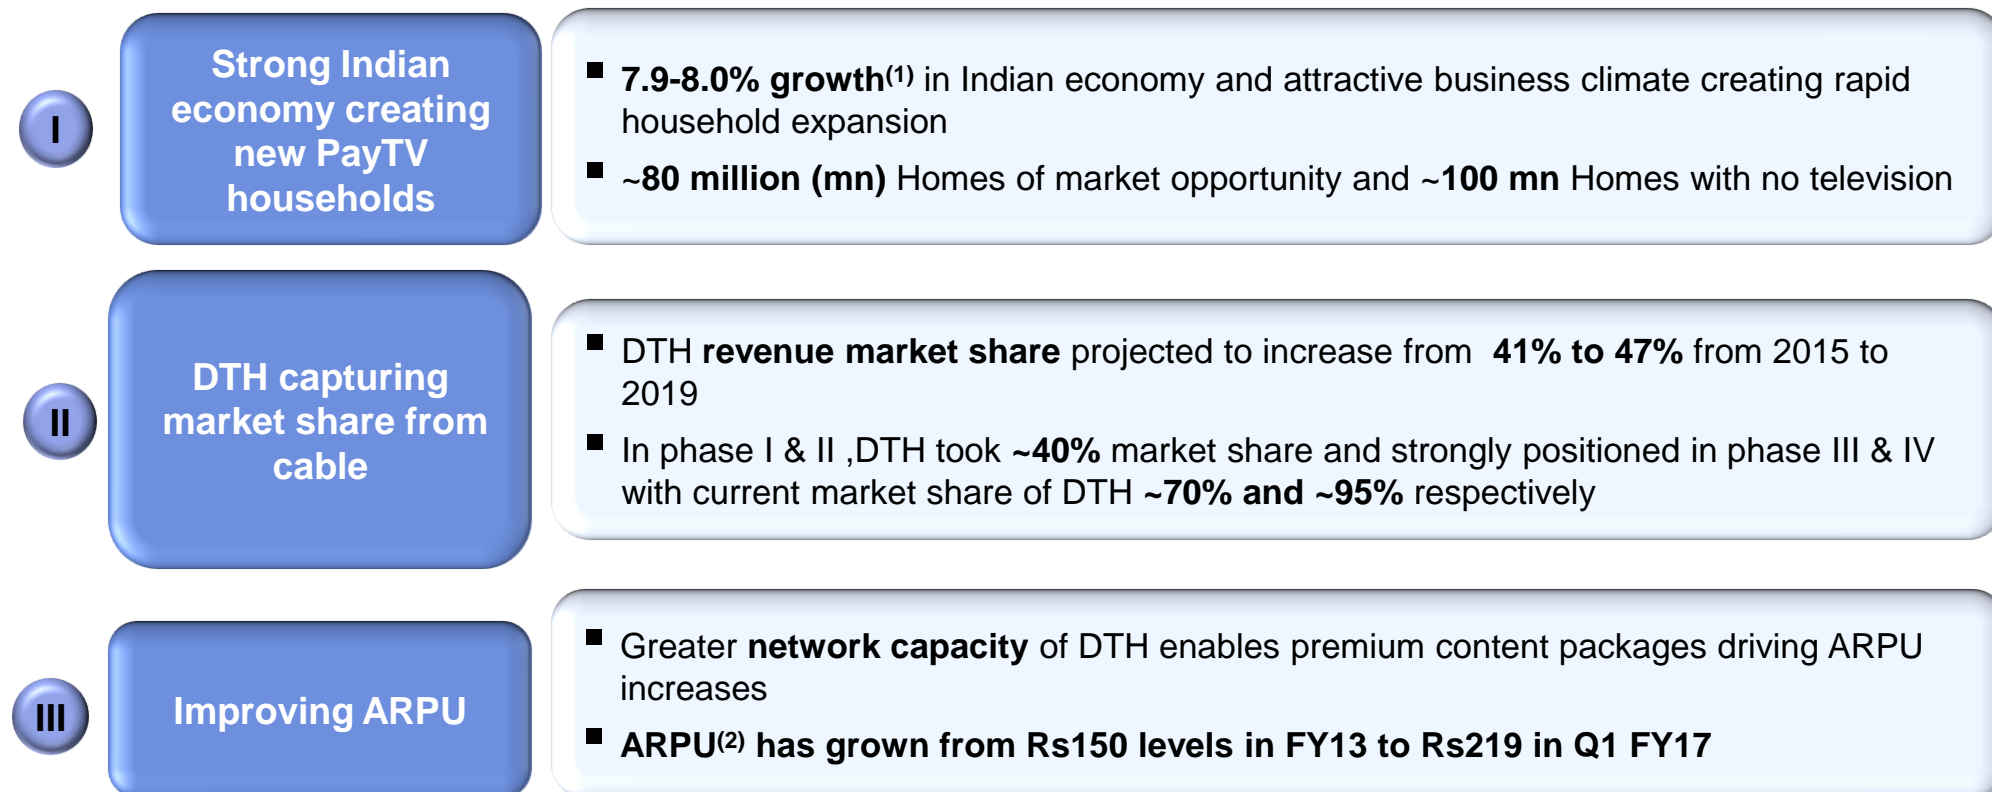 I
Strong Indian
economy creating
new PayTV
households
▪ 7.9-8.0% growth(1) in Indian economy and attractive business climate creating rapid
household expansion
▪ ~80 million (mn) Homes of market opportunity and ~100 mn Homes with no television
II
DTH capturing
market share from
cable
▪ DTH revenue market share projected to increase from  41% to 47% from 2015 to
2019
▪ In phase I & II ,DTH took ~40% market share and strongly positioned in phase III & IV
with current market share of DTH ~70% and ~95% respectively
III
Improving ARPU
▪ Greater network capacity of DTH enables premium content packages driving ARPU
increases
▪ ARPU(2) has grown from Rs150 levels in FY13 to Rs219 in Q1 FY17